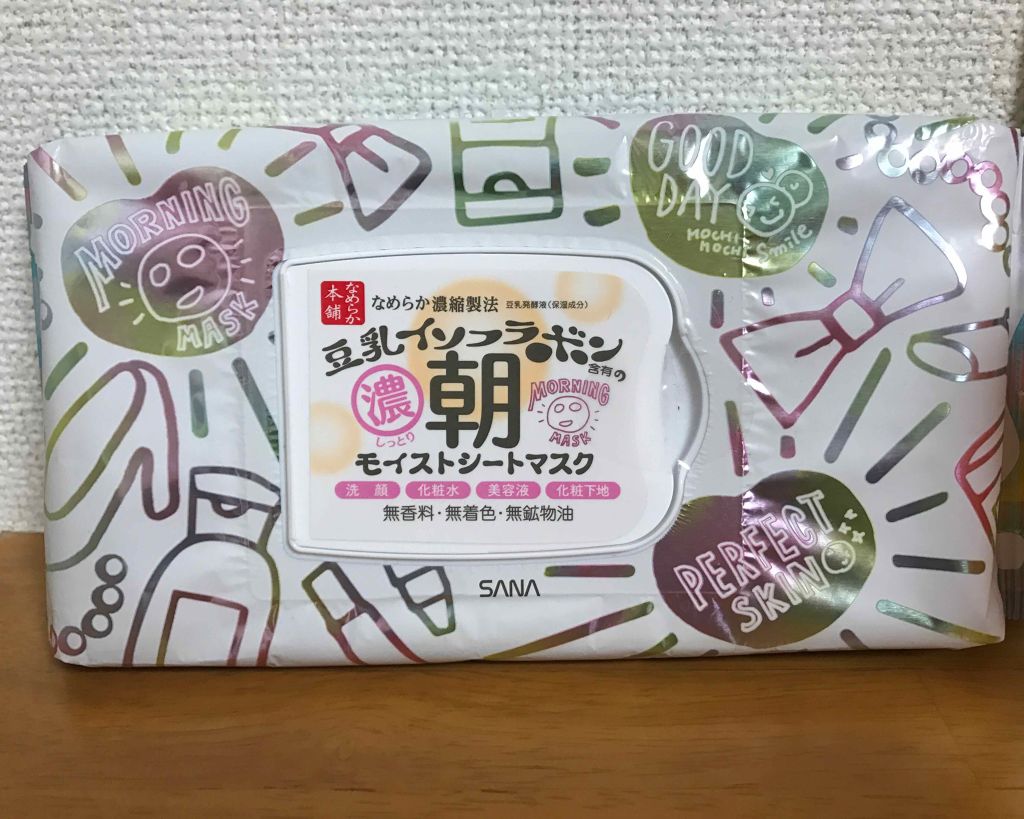 MORNING
MASK
GOOD
DAY
MOCHI
MOCHI Smile
なめらか
本舗
なめらか濃縮製法 豆乳発酵液(保湿成分)
豆乳イソフラボン
含有の
濃
しっとり
朝
MORNING
MASK
モイストシートマスク
洗顔 化粧水 美容液 化粧下地
無香料・無着色・無鉱物油
SANA
PERFECT
SKIN